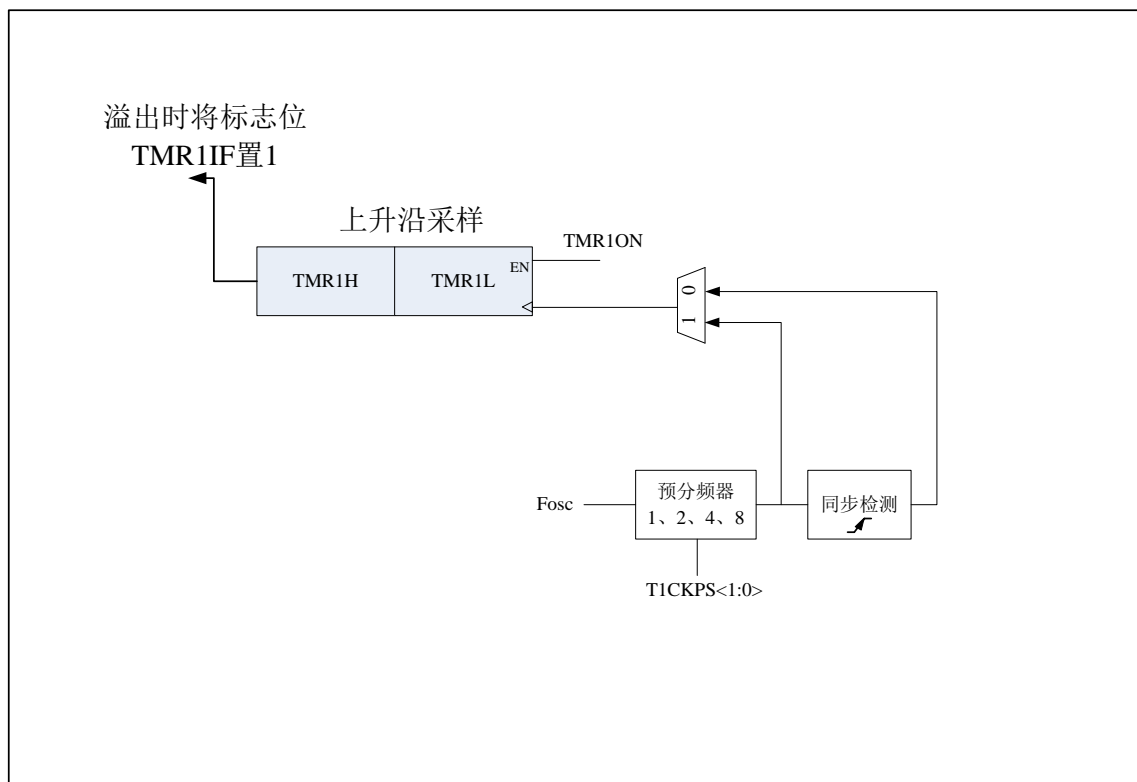 溢出时将标志位
TMR1IF置1
上升沿采样
TMR1ON
TMR1H
TMR1L
EN
1 0
Fosc
预分频器
1、2、4、8
同步检测
T1CKPS<1:0>